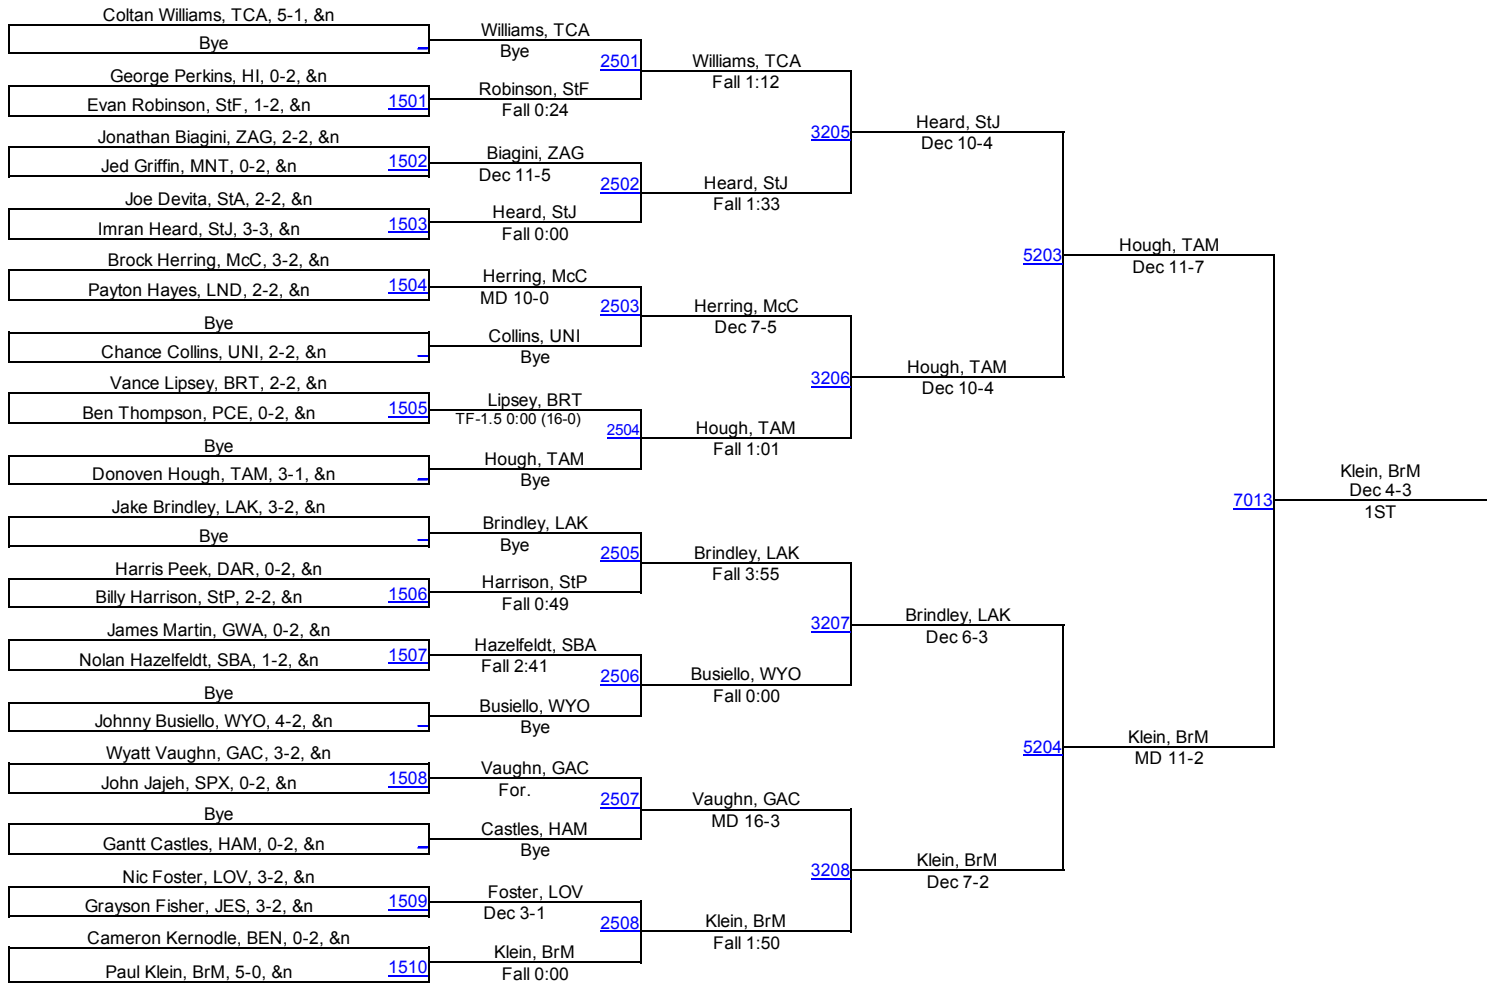 Coltan Williams, TCA, 5-1, &n
Bye
George Perkins, HI, 0-2, &n
Evan Robinson, StF, 1-2, &n
1501
Jonathan Biagini, ZAG, 2-2, &n
Jed Griffin, MNT, 0-2, &n
1502
Joe Devita, StA, 2-2, &n
Imran Heard, StJ, 3-3, &n
1503
Brock Herring, McC, 3-2, &n
Payton Hayes, LND, 2-2, &n
1504
Bye
Chance Collins, UNI, 2-2, &n
Vance Lipsey, BRT, 2-2, &n
Ben Thompson, PCE, 0-2, &n
1505
Bye
Donoven Hough, TAM, 3-1, &n
Jake Brindley, LAK, 3-2, &n
Bye
Harris Peek, DAR, 0-2, &n
Billy Harrison, StP, 2-2, &n
1506
James Martin, GWA, 0-2, &n
Nolan Hazelfeldt, SBA, 1-2, &n
1507
Bye
Johnny Busiello, WYO, 4-2, &n
Wyatt Vaughn, GAC, 3-2, &n
John Jajeh, SPX, 0-2, &n
1508
Bye
Gantt Castles, HAM, 0-2, &n
Nic Foster, LOV, 3-2, &n
Grayson Fisher, JES, 3-2, &n
1509
Cameron Kernodle, BEN, 0-2, &n
Paul Klein, BrM, 5-0, &n
1510
Williams, TCA
Bye
2501
Robinson, StF
Fall 0:24
Biagini, ZAG
Dec 11-5
2502
Heard, StJ
Fall 0:00
Herring, McC
MD 10-0
2503
Collins, UNI
Bye
Lipsey, BRT
TF-1.5 0:00 (16-0)
2504
Hough, TAM
Bye
Brindley, LAK
Bye
2505
Harrison, StP
Fall 0:49
Hazelfeldt, SBA
Fall 2:41
2506
Busiello, WYO
Bye
Vaughn, GAC
For.
2507
Castles, HAM
Bye
Foster, LOV
Dec 3-1
2508
Klein, BrM
Fall 0:00
Williams, TCA
Fall 1:12
3205
Heard, StJ
Fall 1:33
Herring, McC
Dec 7-5
3206
Hough, TAM
Fall 1:01
Brindley, LAK
Fall 3:55
3207
Busiello, WYO
Fall 0:00
Vaughn, GAC
MD 16-3
3208
Klein, BrM
Fall 1:50
Heard, StJ
Dec 10-4
5203
Hough, TAM
Dec 10-4
Brindley, LAK
Dec 6-3
5204
Klein, BrM
Dec 7-2
Hough, TAM
Dec 11-7
7013
Klein, BrM
MD 11-2
Klein, BrM
Dec 4-3
1ST